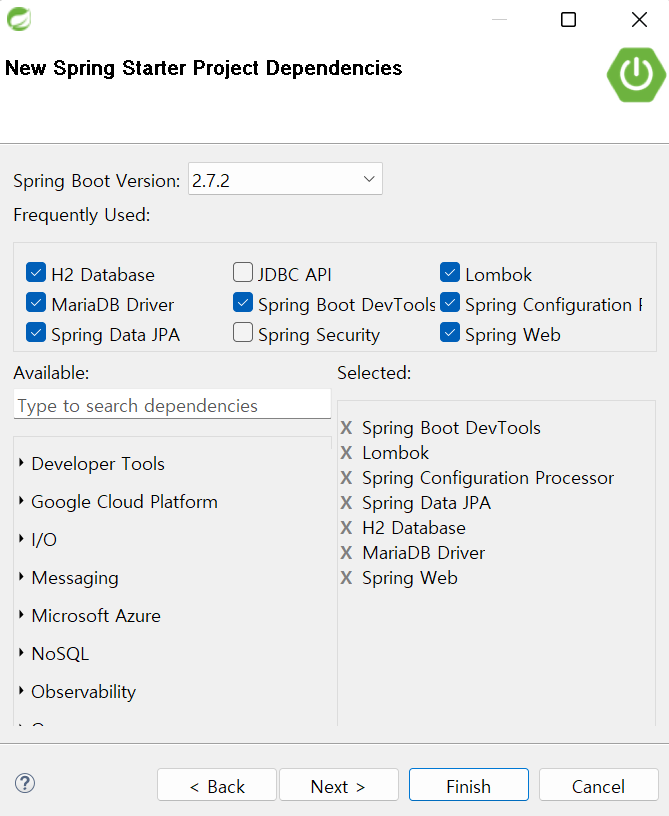 New Spring Starter Project Dependencies
Spring Boot Version: 2.7.2
Frequently Used:
H2 Database JDBC API Lombok
MariaDB Driver Spring Boot DevTools Spring Configuration
Spring Data JPA Spring Security Spring Web
Available: Selected:
Type to search dependencies
X Spring Boot DevTools
X Lombok
X Spring Configuration Processor
X Spring Data JPA
X H2 Database
X MariaDB Driver
X Spring Web
Developer Tools
Google Cloud Platform
I/O
Messaging
Microsoft Azure
NoSQL
Observability
? < Back Next > Finish Cancel